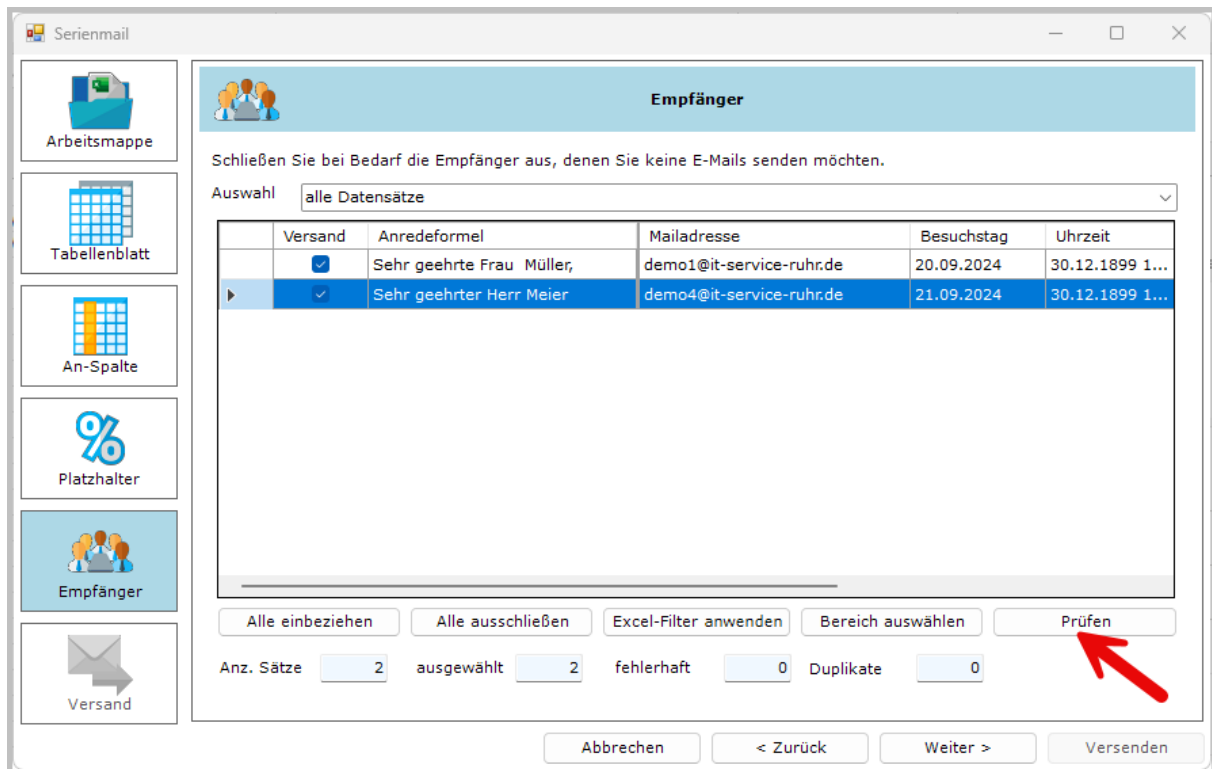 Serienmail
Arbeitsmappe
Tabellenblatt
An-Spalte
Platzhalter
Empfänger
Versand
Empfänger
Schließen Sie bei Bedarf die Empfänger aus, denen Sie keine E-Mails senden möchten.
Auswahl alle Datensätze
Versand Anredeformel Mailadresse Besuchstag Uhrzeit
Sehr geehrte Frau  Müller, demo1@it-service-ruhr.de 20.09.2024 30.12.1899 1...
Sehr geehrter Herr Meier demo4@it-service-ruhr.de 21.09.2024 30.12.1899 1...
Alle einbeziehen Alle ausschließen Excel-Filter anwenden Bereich auswählen Prüfen
Anz. Sätze 2 ausgewählt 2 fehlerhaft 0 Duplikate 0
Abbrechen < Zurück Weiter > Versenden